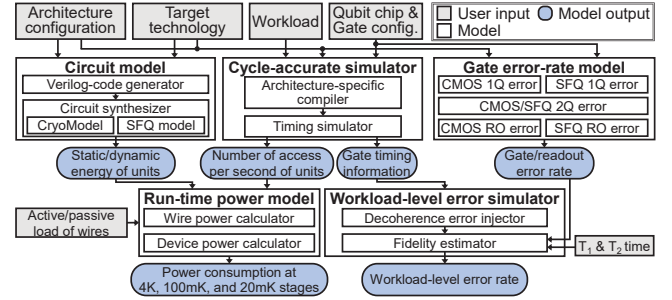 Architecture
configuration
Target
technology
Workload
Qubit chip &
Gate config.
User input
Model output
Model
Circuit model
Verilog-code generator
Circuit synthesizer
CryoModel
SFQ model
Cycle-accurate simulator
Architecture-specific
compiler
Timing simulator
Gate error-rate model
CMOS 1Q error
SFQ 1Q error
CMOS/SFQ 2Q error
CMOS RO error
SFQ RO error
Static/dynamic
energy of units
Number of access
per second of units
Gate timing
information
Gate/readout
error rate
Active/passive
load of wires
Run-time power model
Wire power calculator
Device power calculator
Workload-level error simulator
Decoherence error injector
Fidelity estimator
T₁ & T₂ time
Power consumption at
4K, 100mK, and 20mK stages
Workload-level error rate